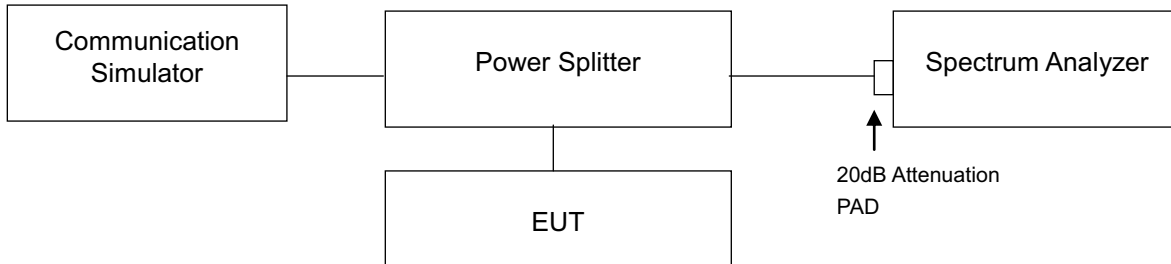 Communication
Simulator
Power Splitter
Spectrum Analyzer
20dB Attenuation
PAD
EUT